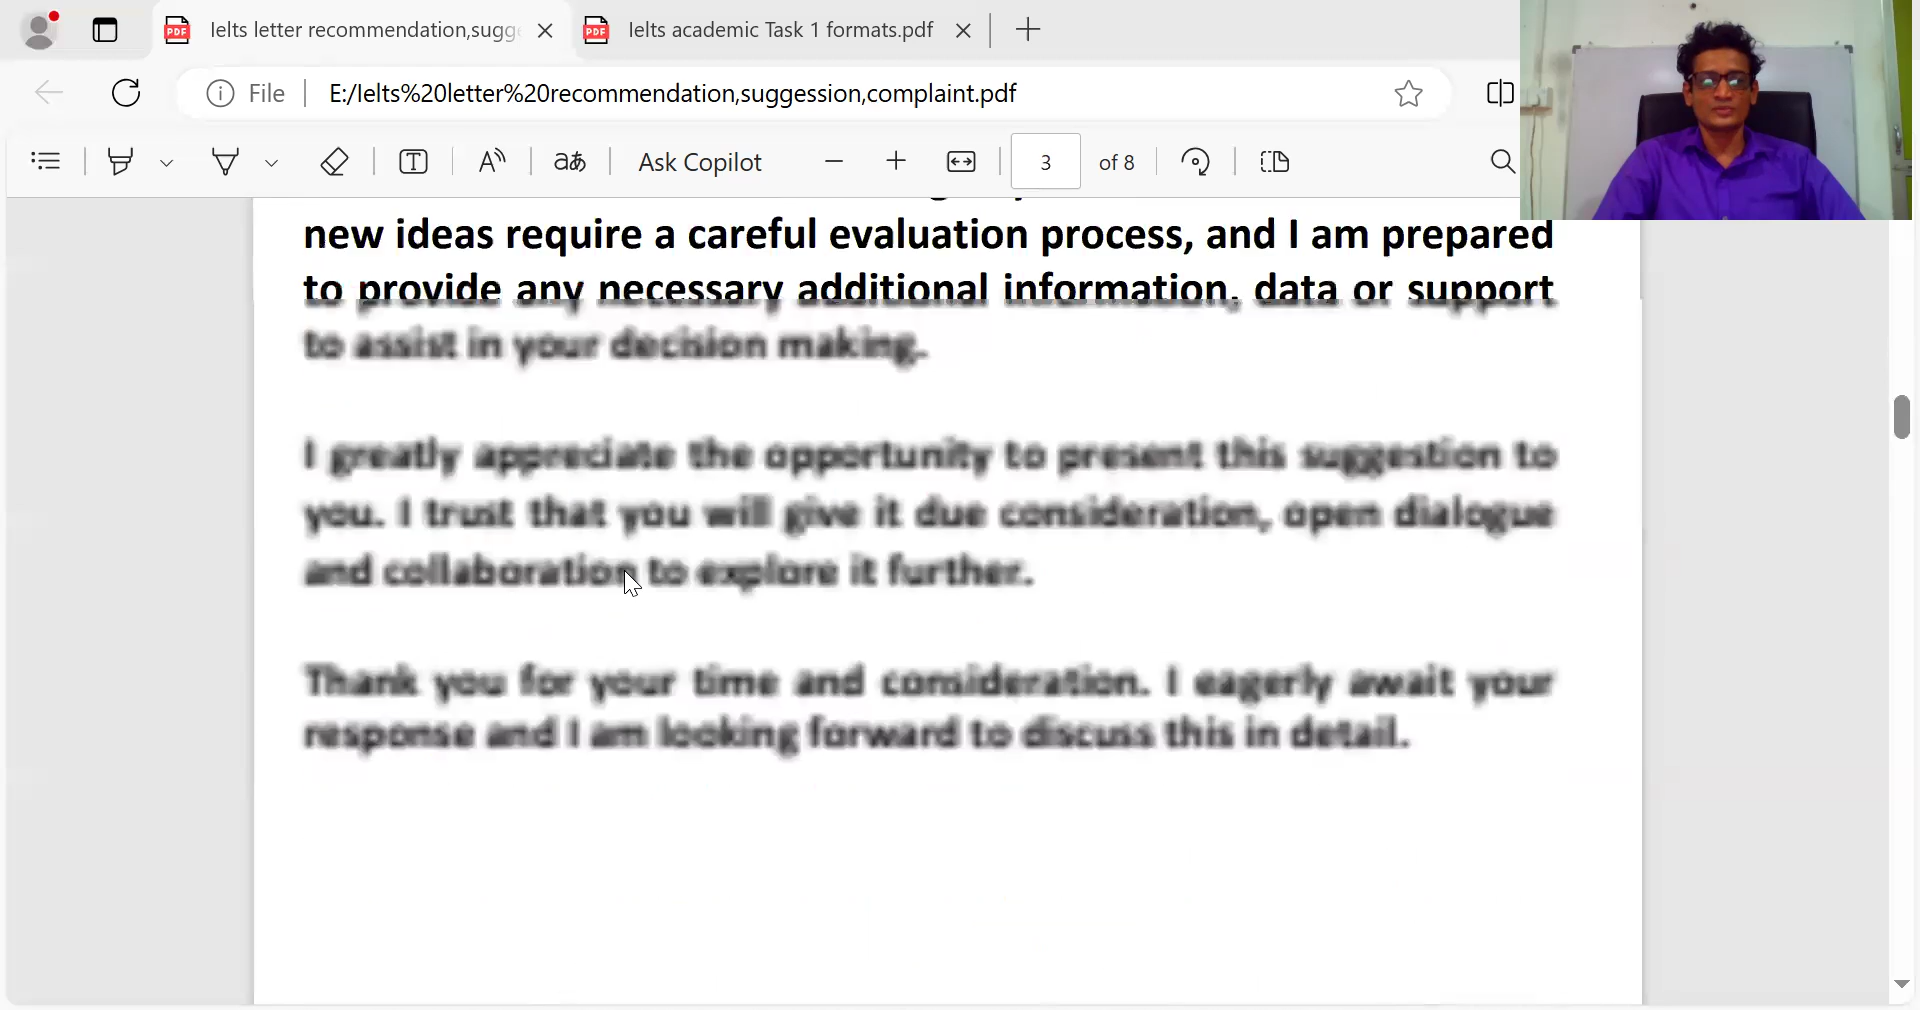 Ielts letter recommendation,sugge
Ielts academic Task 1 formats.pdf
File
E:/Ielts%20letter%20recommendation,suggession,complaint.pdf
Ask Copilot
3 of 8
new ideas require a careful evaluation process, and I am prepared
to provide any necessary additional information, data or support
to assist in your decision making.
I greatly appreciate the opportunity to present this suggestion to
you. I trust that you will give it due consideration, open dialogue
and collaboration to explore it further.
Thank you for your time and consideration. I eagerly await your
response and I am looking forward to discuss this in detail.